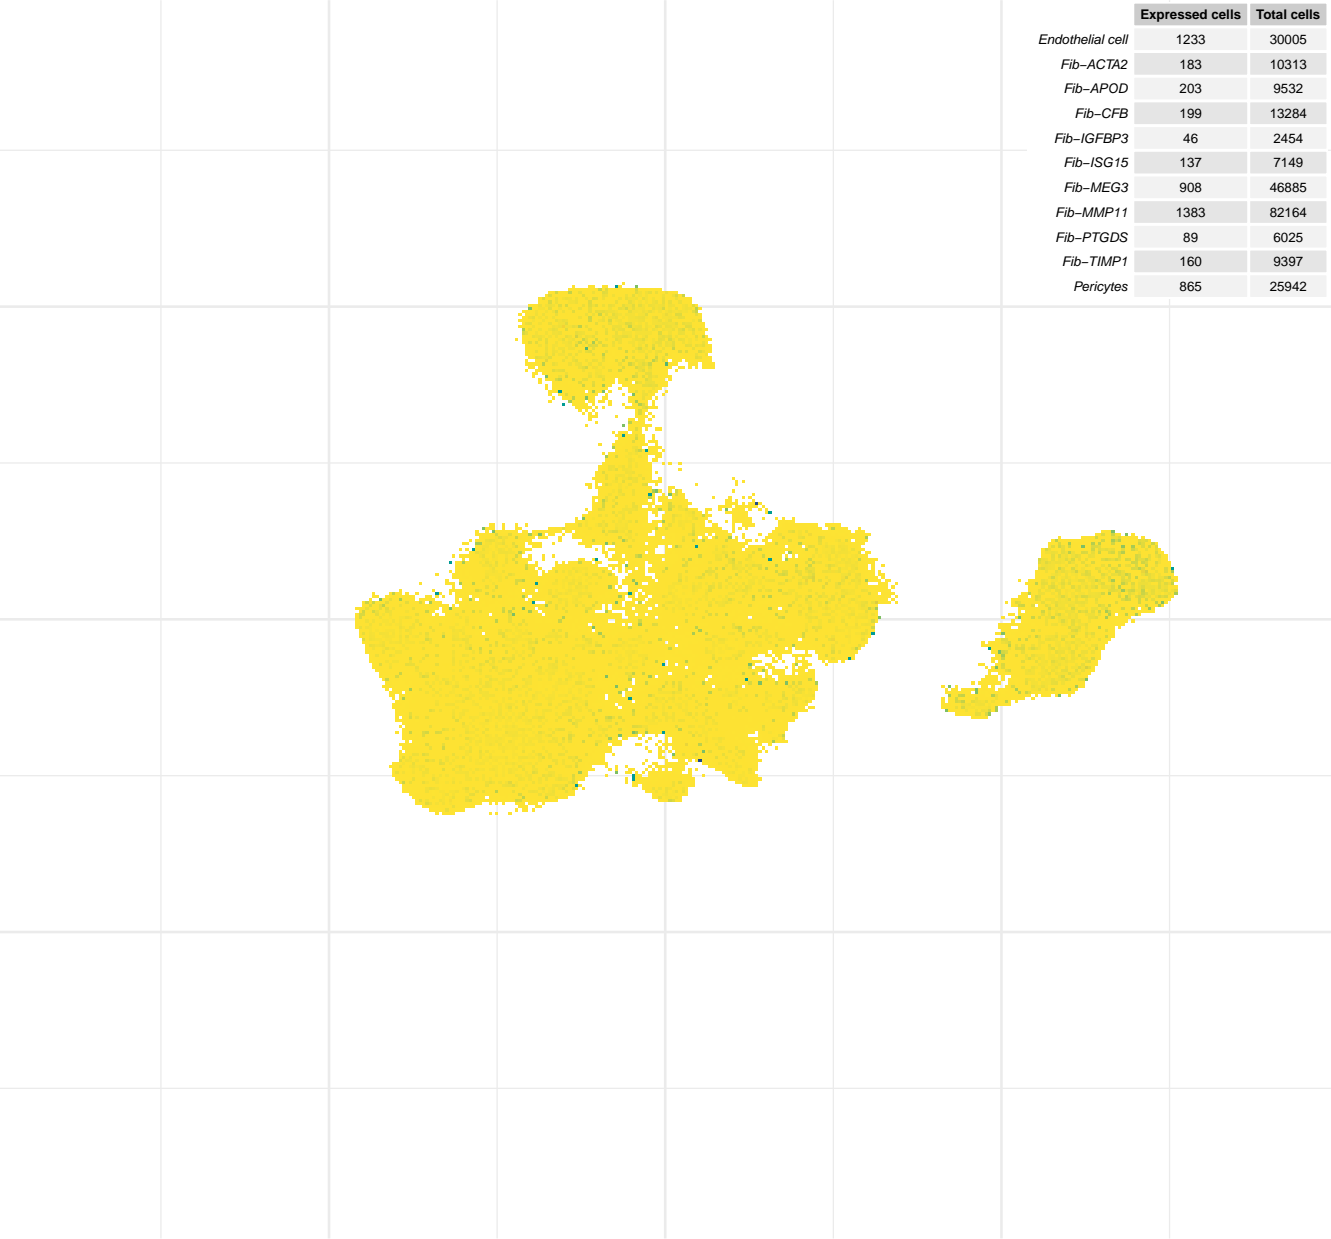 Expressed cells Total cells
Endothelial cell 1233 30005
Fib−ACTA2 183 10313
Fib−APOD 203 9532
Fib−CFB 199 13284
Fib−IGFBP3 46 2454
Fib−ISG15 137 7149
Fib−MEG3 908 46885
Fib−MMP11 1383 82164
Fib−PTGDS 89 6025
Fib−TIMP1 160 9397
Pericytes 865 25942